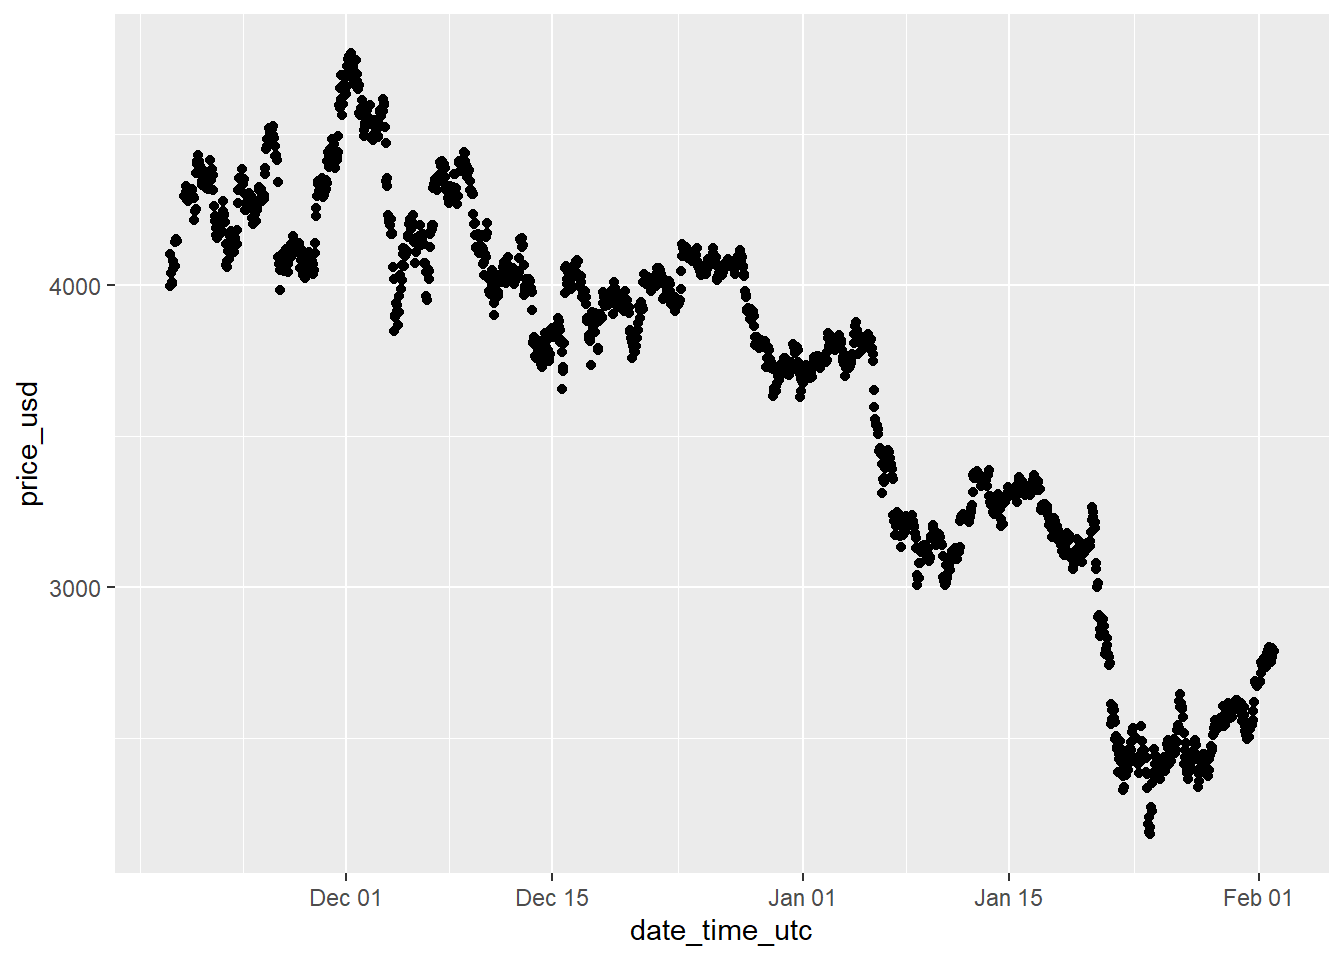 4000
3000
price_usd
Dec 01
Dec 15
Jan 01
Jan 15
Feb 01
date_time_utc